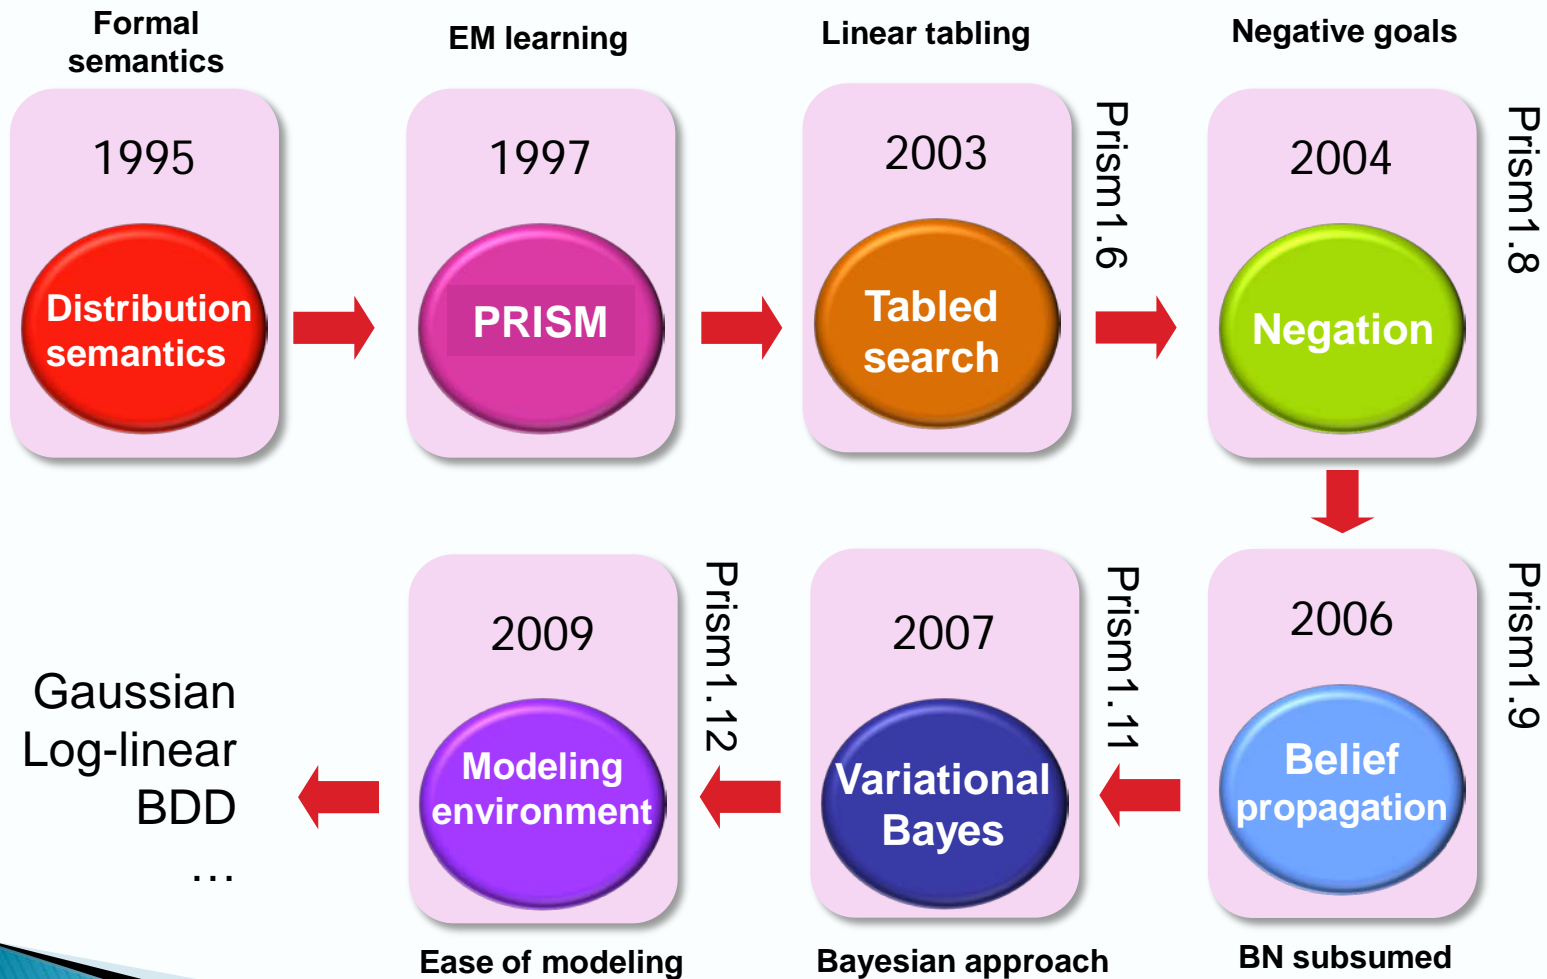 Formal
semantics
1995
Distribution
semantics
EM learning
1997
PRISM
Linear tabling
2003
Tabled
search
Prism1.6
Negative goals
2004
Negation
Prism1.8
2006
Belief
propagation
BN subsumed
Prism1.9
2007
Variational
Bayes
Bayesian approach
Prism1.11
2009
Modeling
environment
Ease of modeling
Prism1.12
Gaussian
Log-linear
BDD
…